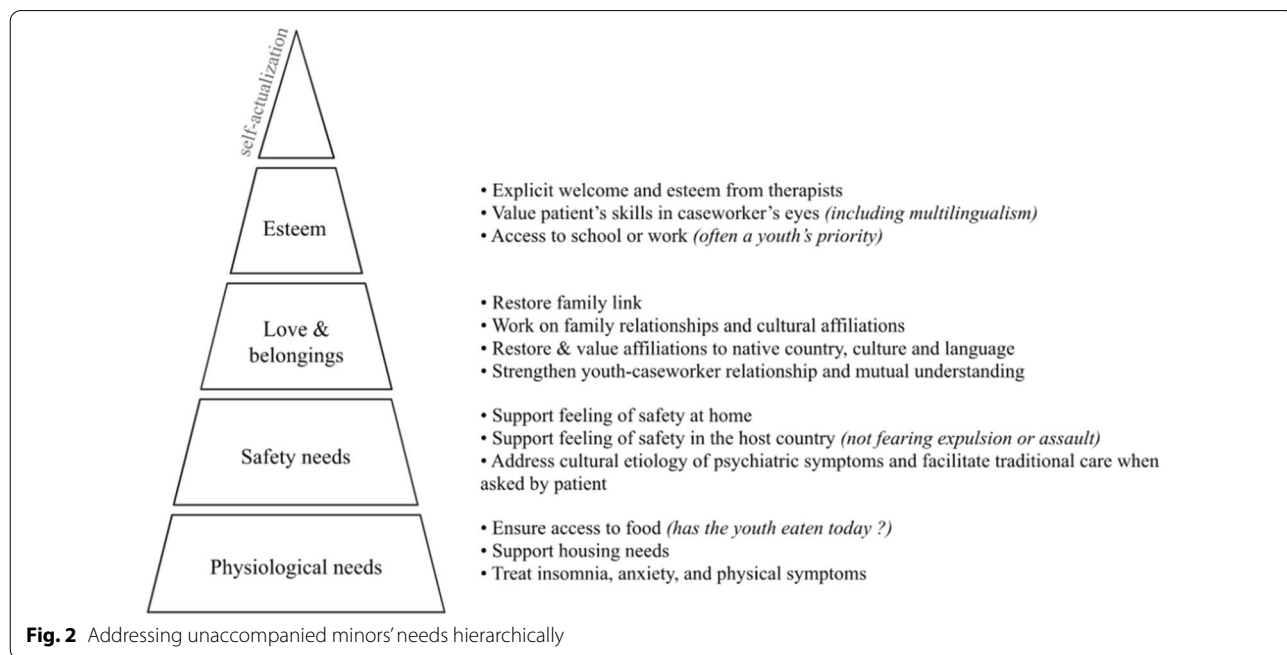 self-actualization
Esteem
• Explicit welcome and esteem from therapists
• Value patient's skills in caseworker's eyes (including multilingualism)
• Access to school or work (often a youth's priority)
Love &
belongings
• Restore family link
• Work on family relationships and cultural affiliations
• Restore & value affiliations to native country, culture and language
• Strengthen youth-caseworker relationship and mutual understanding
Safety needs
• Support feeling of safety at home
• Support feeling of safety in the host country (not fearing expulsion or assault)
• Address cultural etiology of psychiatric symptoms and facilitate traditional care when
asked by patient
Physiological needs
• Ensure access to food (has the youth eaten today ?)
• Support housing needs
• Treat insomnia, anxiety, and physical symptoms
Fig. 2 Addressing unaccompanied minors' needs hierarchically